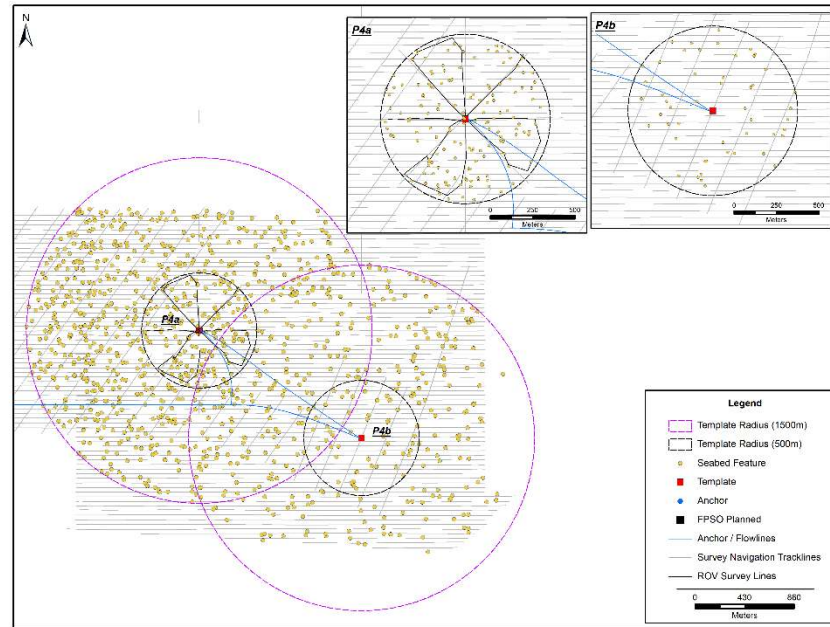 N
P4a
0 250 500
Meters
P4b
0 250 500
Meters
P4a
P4b
Legend
Template Radius (1500m)
Template Radius (500m)
Seabed Feature
Template
Anchor
FPSO Planned
Anchor / Flowlines
Survey Navigation Tracklines
ROV Survey Lines
0 430 860
Meters